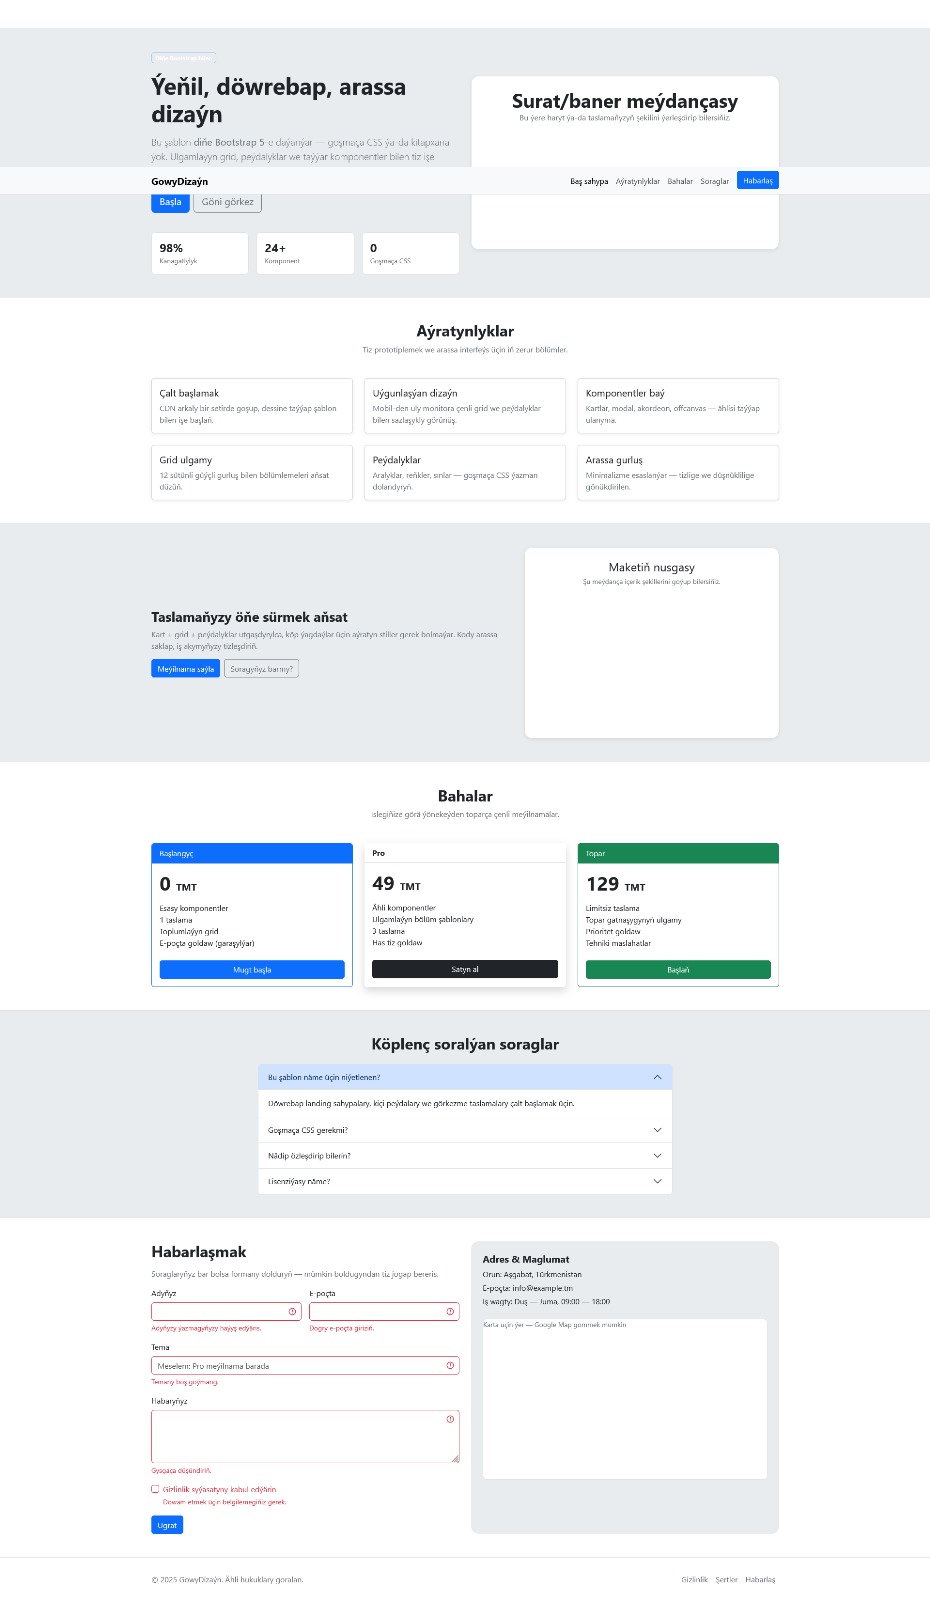 Ýeňil, döwrebap, arassa
dizaýn
Bu şablon diňe Bootstrap 5-e daýanýar — goşmaça CSS ýa-da kitapxana
ýok. Ulgamlaýyn grid, peýdalyklar we taýýar komponentler bilen tiz işe
Surat/baner meýdançasy
Bu ýere haryt ýa-da taslamaňyzyň şekilini ýerleşdirip bilersiňiz.
GowyDizaýn
Baş sahypa
Aýratynlyklar
Bahalar
Soraglar
Habarlaş
Başla
Göni görkez
98%
Kanagatlylyk
24+
Komponent
0
Goşmaça CSS
Aýratynlyklar
Tiz prototiplemek we arassa interfeýs üçin iň zerur bölümler.
Çalt başlamak
CDN arkaly bir setirde goşup, dessine taýýap şablon
bilen işe başlaň.
Uýgunlaşýan dizaýn
Mobil-den uly monitora çenli grid we peýdalyklar
bilen sazlaşykly görnüş.
Komponentler baý
Kartlar, modal, akordeon, offcanvas — ählisi taýýap
ulanyma.
Grid ulgamy
12 sütünli güýçli gurluş bilen bölümlemeleri aňsat
düzüň.
Peýdalyklar
Aralyklar, reňkler, sınlar — goşmaça CSS ýazman
dolandyryň.
Arassa gurluş
Minimalizme esaslanýar — tizlige we düşnüklilige
gönükdirilen.
Taslamaňyzy öňe sürmek aňsat
Kart + grid + peýdalyklar utgaşdyrylca, köp ýagdaýlar üçin aýratyn stiller gerek bolmaýar. Kody arassa
saklap, iş akymyňyzy tizleşdiriň.
Meýilnama saýla
Soragyňyz barmy?
Maketiň nusgasy
Şu meýdança içerik şekillerini goýup bilersiňiz.
Bahalar
Islegiňize görä ýönekeýden toparça çenli meýilnamalar.
Başlangyç
0 TMT
Esasy komponentler
1 taslama
Toplumlaýyn grid
E-poçta goldaw (garaşylýar)
Mugt başla
Pro
49 TMT
Ähli komponentler
Ulgamlaýyn bölüm şablonlary
3 taslama
Has tiz goldaw
Satyn al
Topar
129 TMT
Limitsiz taslama
Topar gatnaşygynyň ulgamy
Prioritet goldaw
Tehniki maslahatlar
Başlaň
Köplenç soralýan soraglar
Bu şablon näme üçin niýetlenen?
Döwrebap landing sahypalary, kiçi peýdalary we görkezme taslamalary çalt başlamak üçin.
Goşmaça CSS gerekmi?
Nädip özleşdirip bilerin?
Lisenziýasy näme?
Habarlaşmak
Soraglaryňyz bar bolsa formany dolduryň — mümkin boldugyndan tiz jogap bereris.
Adyňyz
E-poçta
Adyňyzy ýazmagyňyzy haýyş edýäris.
Dogry e-poçta giriziň.
Tema
Meselem: Pro meýilnama barada
Temany boş goýmaň.
Habaryňyz
Gysgaça düşündiriň.
Gizlinlik syýasatyny kabul edýärin
Dowam etmek üçin belgilemegiňiz gerek.
Ugrat
Adres & Maglumat
Orun: Aşgabat, Türkmenistan
E-poçta: info@example.tm
Iş wagty: Duş — Juma, 09:00 — 18:00
Karta üçin ýer — Google Map gömmek mümkin
© 2025 GowyDizaýn. Ähli hukuklary goralan.
Gizlinlik
Şertler
Habarlaş